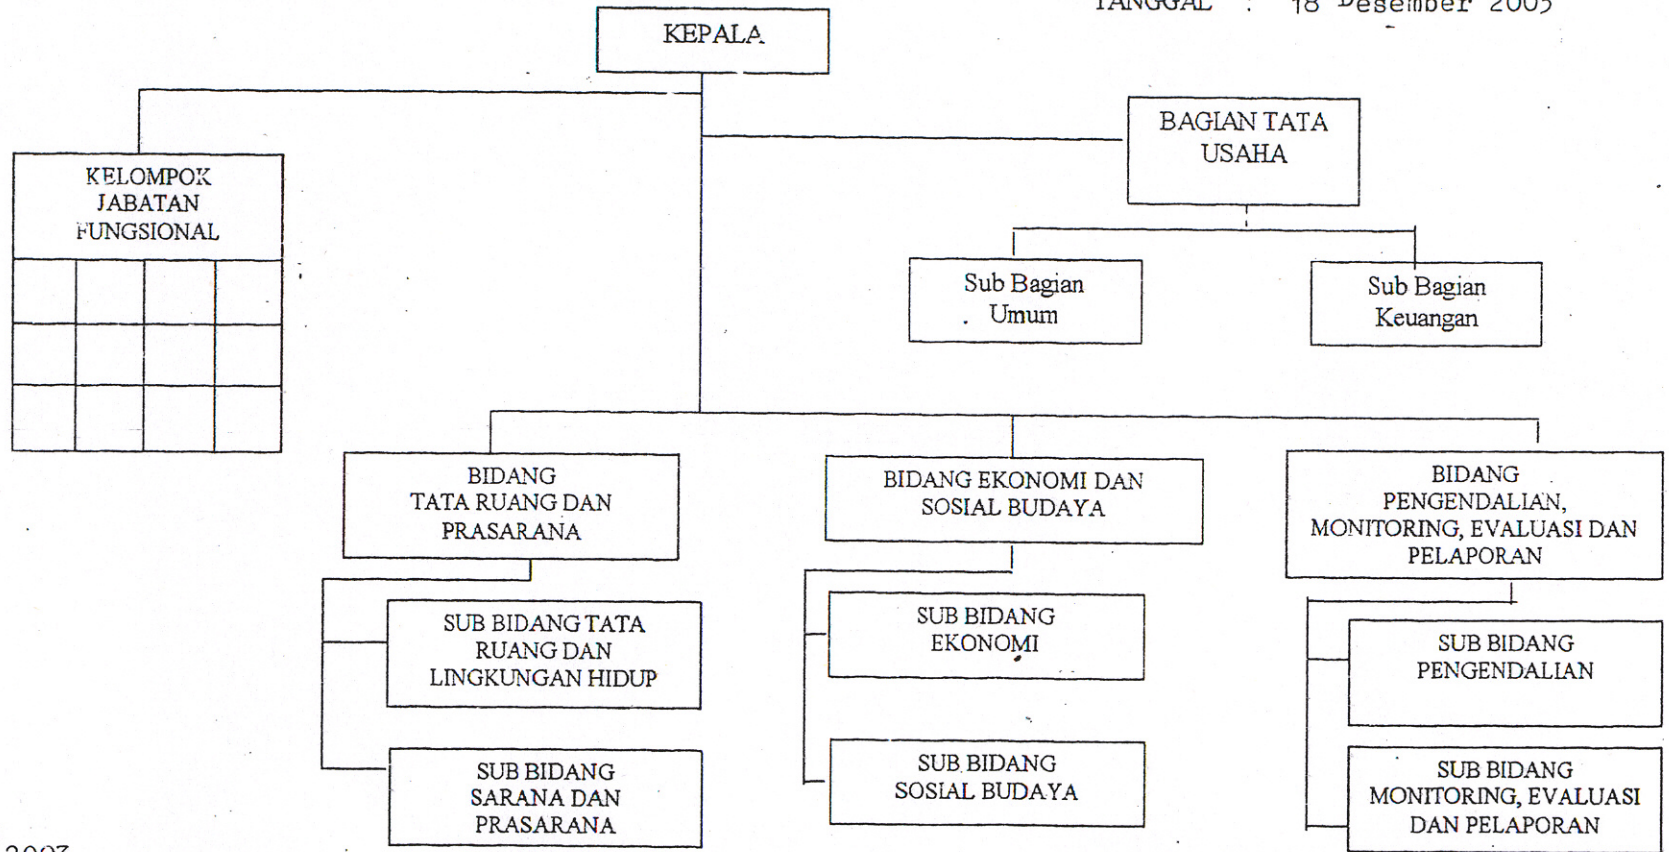 TANGGAL : 18 Desember 2003
KEPALA
BAGIAN TATA
USAHA
KELOMPOK
JABATAN
FUNGSIONAL
Sub Bagian
Umum
Sub Bagian
Keuangan
BIDANG
TATA RUANG DAN
PRASARANA
BIDANG EKONOMI DAN
SOSIAL BUDAYA
BIDANG
PENGENDALIAN,
MONITORING, EVALUASI DAN
PELAPORAN
SUB BIDANG TATA
RUANG DAN
LINGKUNGAN HIDUP
SUB BIDANG
EKONOMI
SUB BIDANG
PENGENDALIAN
SUB BIDANG
SARANA DAN
PRASARANA
SUB BIDANG
SOSIAL BUDAYA
SUB BIDANG
MONITORING, EVALUASI
DAN PELAPORAN
2003